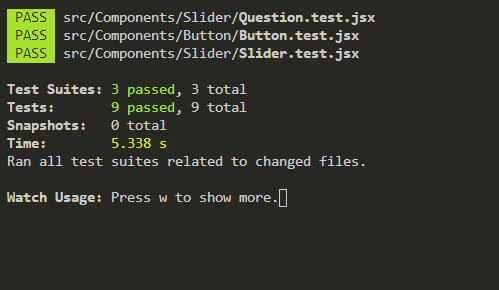 PASS src/Components/Slider/Question.test.jsx
PASS src/Components/Button/Button.test.jsx
PASS src/Components/Slider/Slider.test.jsx
Test Suites: 3 passed, 3 total
Tests: 9 passed, 9 total
Snapshots: 0 total
Time: 5.338 s
Ran all test suites related to changed files.
Watch Usage: Press w to show more.